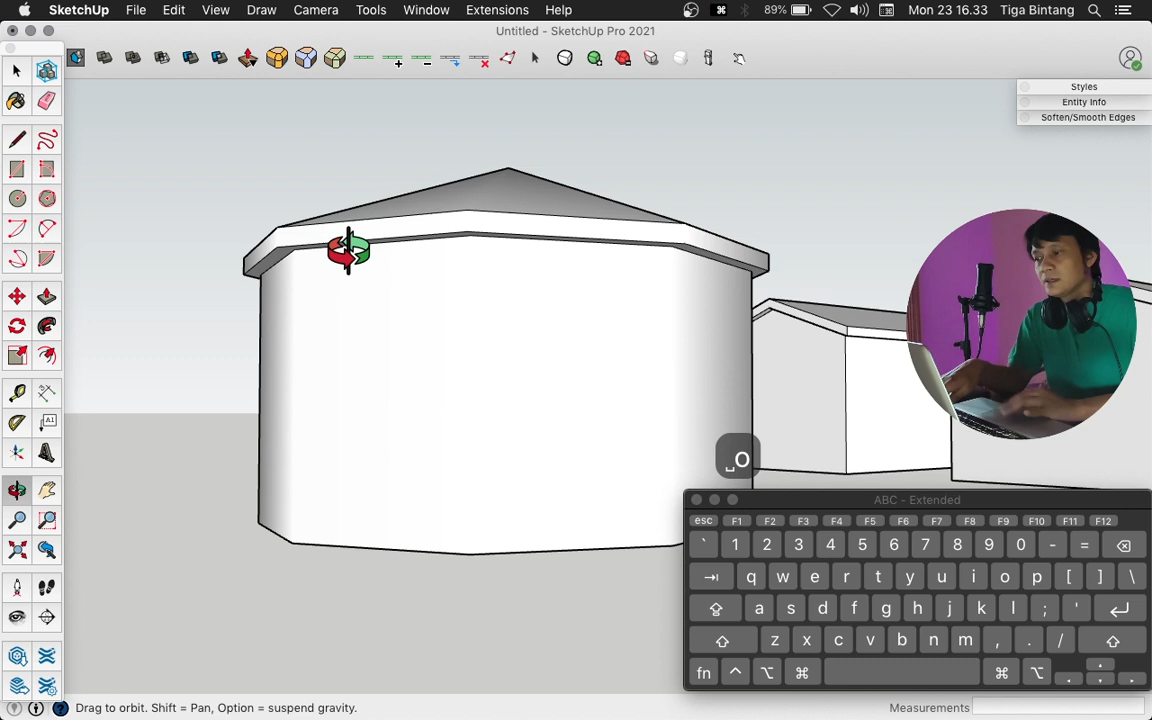 SketchUp File Edit View Draw Camera Tools Window Extensions Help 89% Mon 23 16.33 Tiga Bintang
Untitled - SketchUp Pro 2021
Styles
Entity Info
Soften/Smooth Edges
A1
␣O
ABC - Extended
esc F1 F2 F3 F4 F5 F6 F7 F8 F9 F10 F11 F12
` 1 2 3 4 5 6 7 8 9 0 - =
q w e r t y u i o p [ ] \
a s d f g h j k l ; '
z x c v b n m , . /
fn ^ ⌥ ⌘ ⌘ ⌥
Drag to orbit. Shift = Pan, Option = suspend gravity.
Measurements